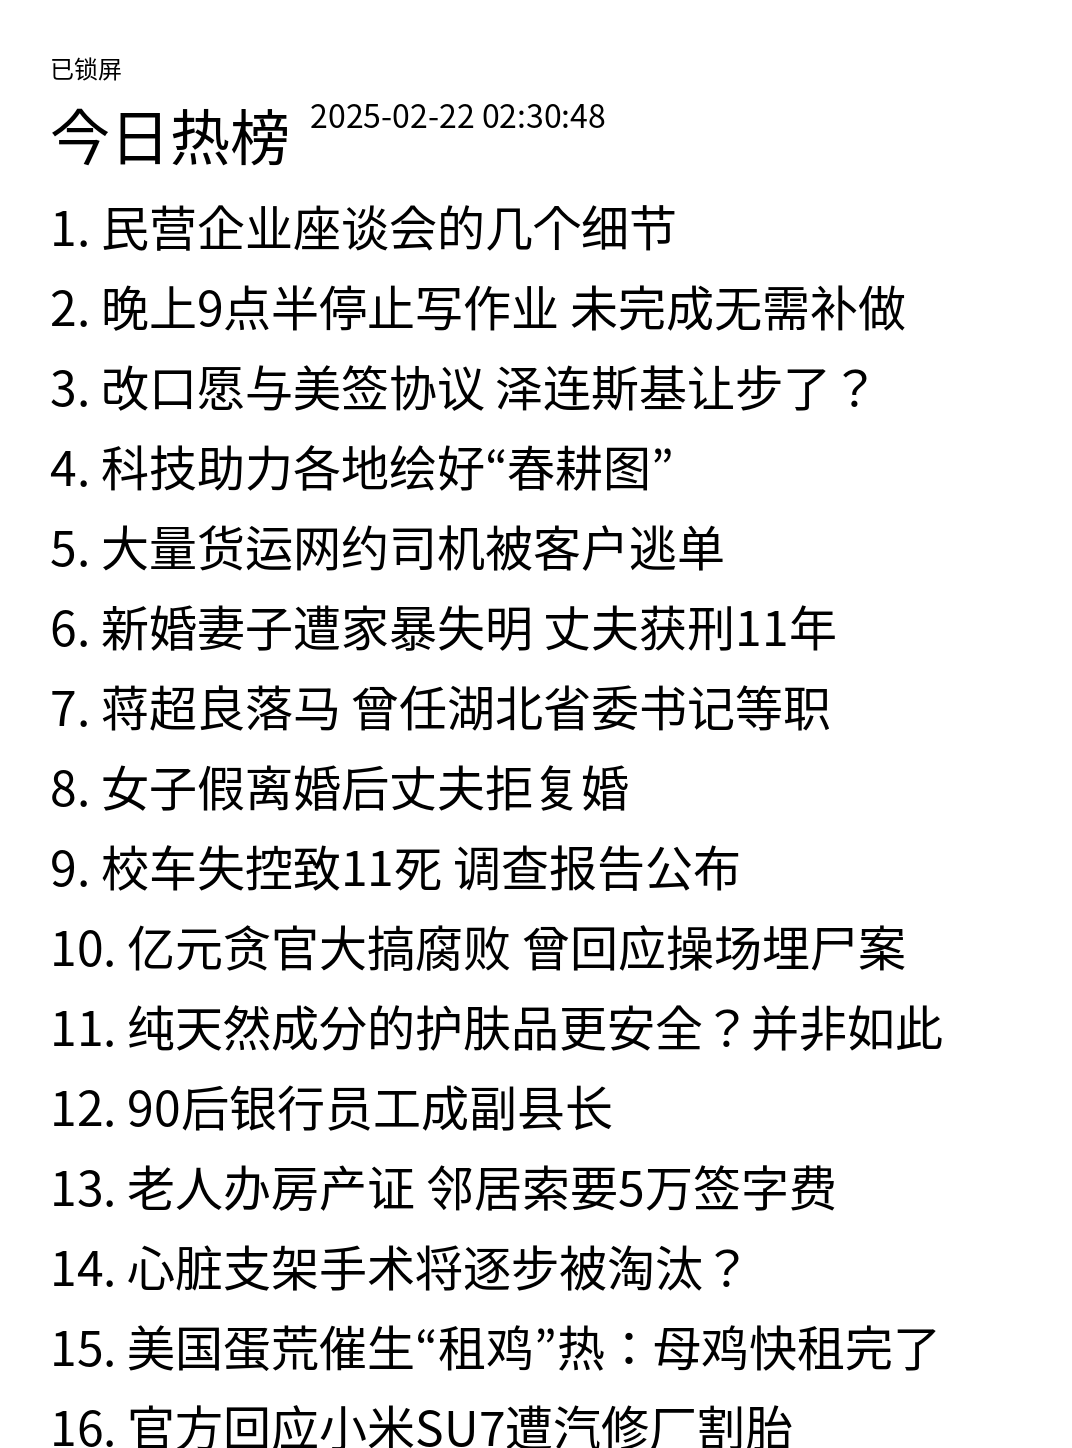 已锁屏
今日热榜 2025-02-22 02:30:48
1. 民营企业座谈会的几个细节
2. 晚上9点半停止写作业 未完成无需补做
3. 改口愿与美签协议 泽连斯基让步了？
4. 科技助力各地绘好“春耕图”
5. 大量货运网约司机被客户逃单
6. 新婚妻子遭家暴失明 丈夫获刑11年
7. 蒋超良落马 曾任湖北省委书记等职
8. 女子假离婚后丈夫拒复婚
9. 校车失控致11死 调查报告公布
10. 亿元贪官大搞腐败 曾回应操场埋尸案
11. 纯天然成分的护肤品更安全？并非如此
12. 90后银行员工成副县长
13. 老人办房产证 邻居索要5万签字费
14. 心脏支架手术将逐步被淘汰？
15. 美国蛋荒催生“租鸡”热：母鸡快租完了
16. 官方回应小米SU7遭汽修厂割胎